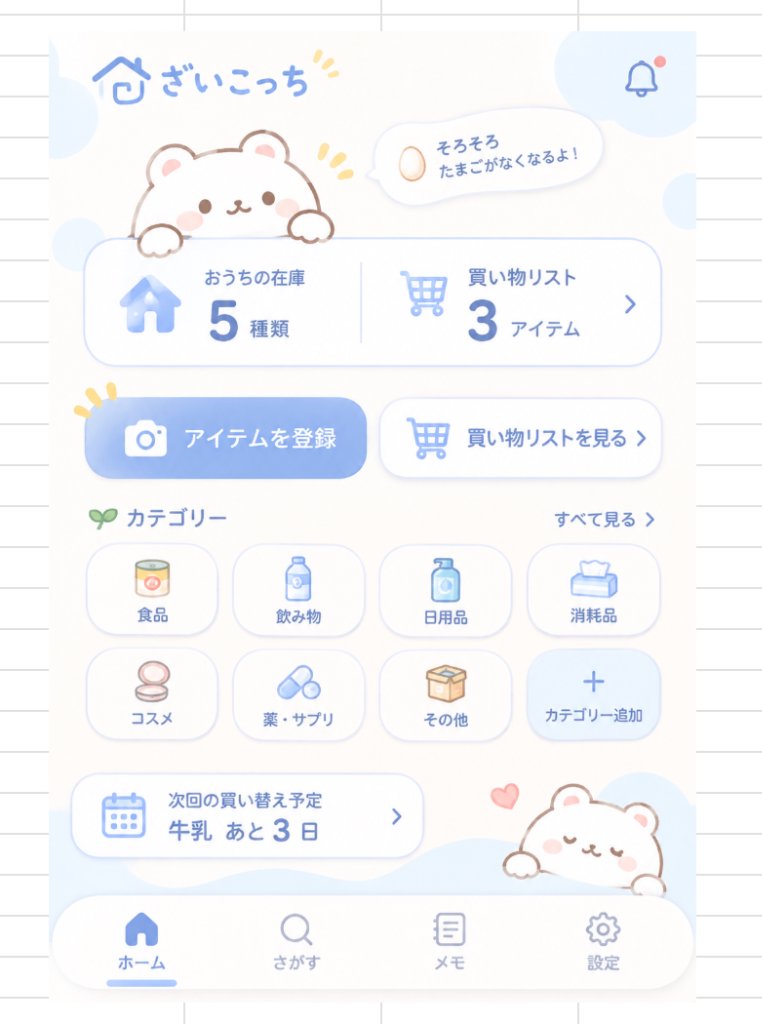 ざいこっち
そろそろ
たまごがなくなるよ!
おうちの在庫
5 種類
買い物リスト
3 アイテム
アイテムを登録
買い物リストを見る
カテゴリー
すべて見る
食品
飲み物
日用品
消耗品
コスメ
薬・サプリ
その他
カテゴリー追加
次回の買い替え予定
牛乳 あと 3 日
ホーム
さがす
メモ
設定